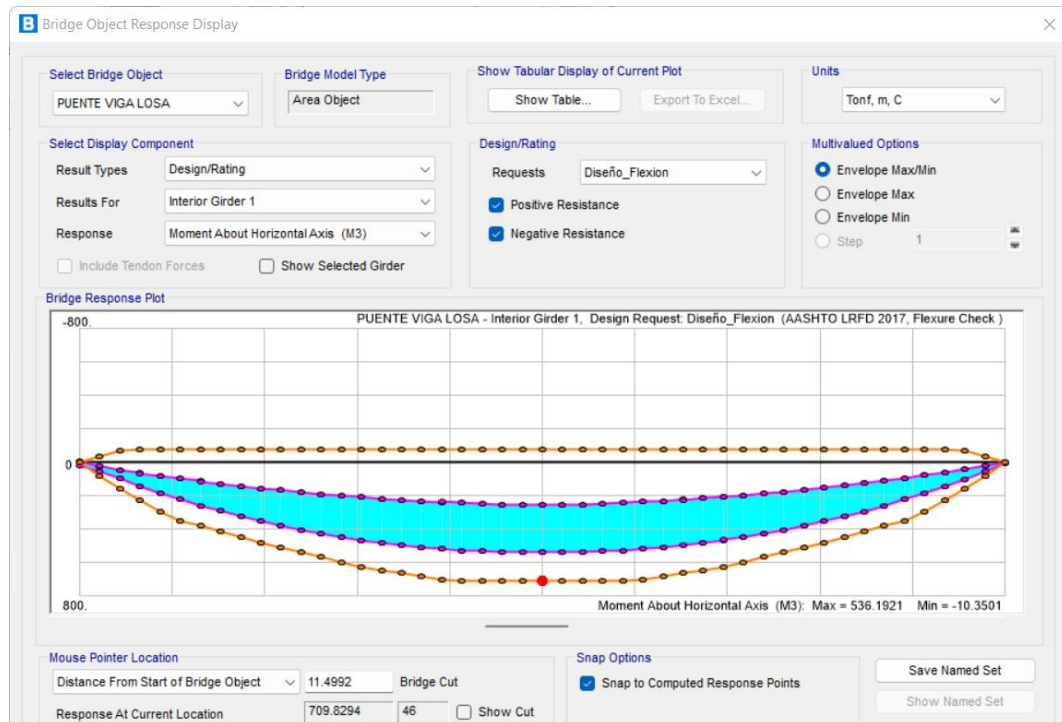 B Bridge Object Response Display
Select Bridge Object
PUENTE VIGA LOSA
Bridge Model Type
Area Object
Show Tabular Display of Current Plot
Show Table...
Export To Excel...
Units
Tonf, m, C
Select Display Component
Result Types
Design/Rating
Results For
Interior Girder 1
Response
Moment About Horizontal Axis (M3)
Include Tendon Forces
Show Selected Girder
Design/Rating
Requests
Diseño_Flexion
Positive Resistance
Negative Resistance
Multivalued Options
Envelope Max/Min
Envelope Max
Envelope Min
Step
1
Bridge Response Plot
-800.
PUENTE VIGA LOSA - Interior Girder 1, Design Request: Diseño_Flexion (AASHTO LRFD 2017, Flexure Check )
0
800.
Moment About Horizontal Axis (M3): Max = 536.1921 Min = -10.3501
Mouse Pointer Location
Distance From Start of Bridge Object
11.4992
Bridge Cut
Response At Current Location
709.8294
46
Show Cut
Snap Options
Snap to Computed Response Points
Save Named Set
Show Named Set